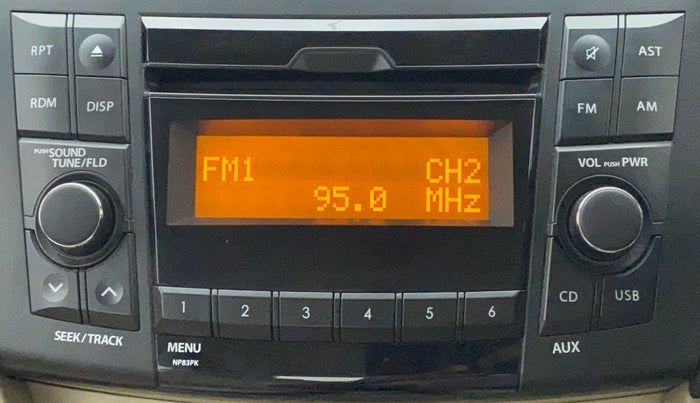 RPT
AST
RDM
DISP
FM
AM
PUSH SOUND
TUNE/FLD
VOL PUSH PWR
FM1 CH2
95.0 MHz
CD
USB
1 2 3 4 5 6
SEEK/TRACK
MENU
AUX
NP83PK